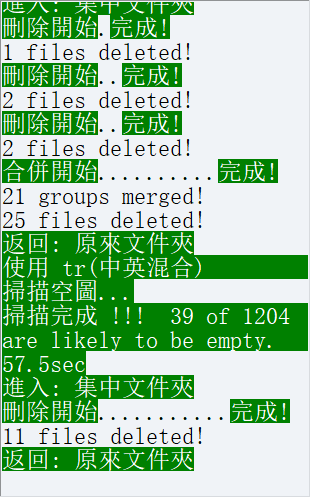 進入: 集中文件夾
刪除開始.完成!
1 files deleted!
刪除開始..完成!
2 files deleted!
刪除開始..完成!
2 files deleted!
合併開始..........完成!
21 groups merged!
25 files deleted!
返回: 原來文件夾
使用 tr(中英混合)
掃描空圖...
掃描完成 !!!  39 of 1204
are likely to be empty.
57.5sec
進入: 集中文件夾
刪除開始...........完成!
11 files deleted!
返回: 原來文件夾